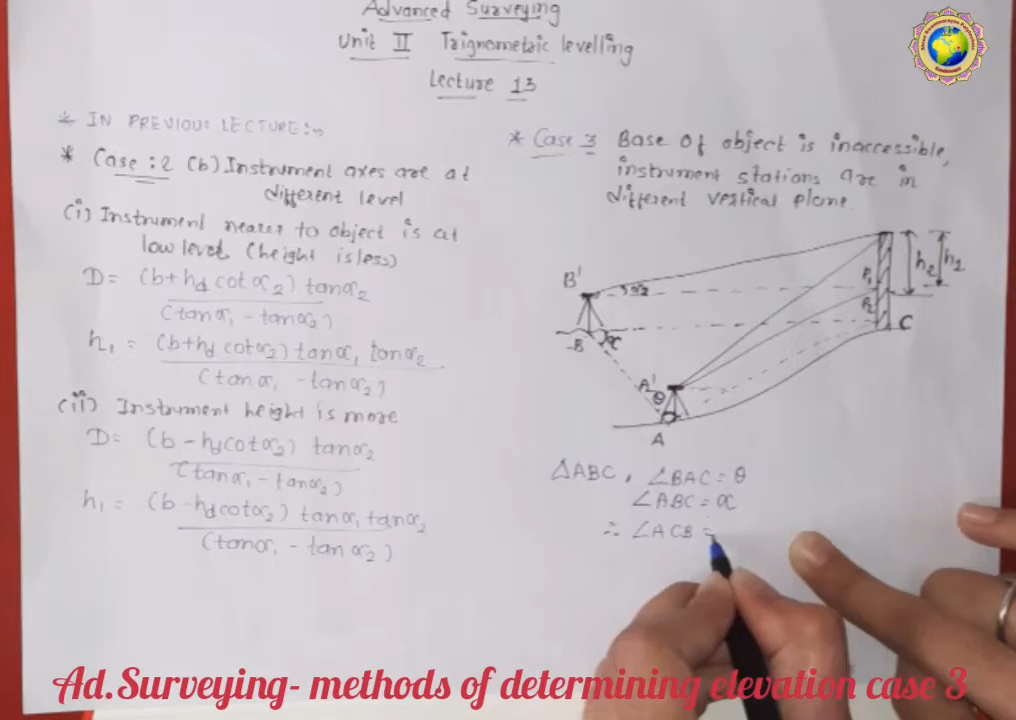 Advanced Surveying
Unit II Trignometric levelling
Lecture 13
* IN PREVIOUS LECTURE:~
* Case:2 (b) Instrument axes are at
different level
(i) Instrument nearer to object is at
low level. (height is less)
D = (b + hd cot α2) tan α2
(tan α1 - tan α2)
h1 = (b + hd cot α2) tan α1 tan α2
(tan α1 - tan α2)
(ii) Instrument height is more
D = (b - hd cot α2) tan α2
(tan α1 - tan α2)
h1 = (b - hd cot α2) tan α1 tan α2
(tan α1 - tan α2)
* Case 3 Base of object is inaccessible,
instrument stations are in
different vertical plane.
B'
α2
P1
h2
h1
P2
C
B
α
A'
θ
A
△ABC, ∠BAC = θ
∠ABC = α
∴ ∠ACB =
Ad.Surveying- methods of determining elevation case 3